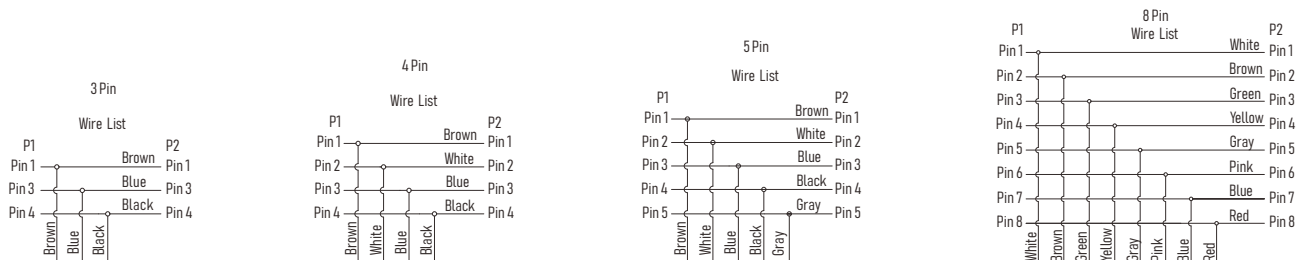 3 Pin
Wire List
P1 P2
Pin 1 Brown Pin 1
Pin 3 Blue Pin 3
Pin 4 Black Pin 4
Brown Blue Black
4 Pin
Wire List
P1 P2
Pin 1 Brown Pin 1
Pin 2 White Pin 2
Pin 3 Blue Pin 3
Pin 4 Black Pin 4
Brown White Blue Black
5 Pin
Wire List
P1 P2
Pin 1 Brown Pin 1
Pin 2 White Pin 2
Pin 3 Blue Pin 3
Pin 4 Black Pin 4
Pin 5 Gray Pin 5
Brown White Blue Black Gray
8 Pin
Wire List
P1 P2
Pin 1 White Pin 1
Pin 2 Brown Pin 2
Pin 3 Green Pin 3
Pin 4 Yellow Pin 4
Pin 5 Gray Pin 5
Pin 6 Pink Pin 6
Pin 7 Blue Pin 7
Pin 8 Red Pin 8
White Brown Green Yellow Gray Pink Blue Red